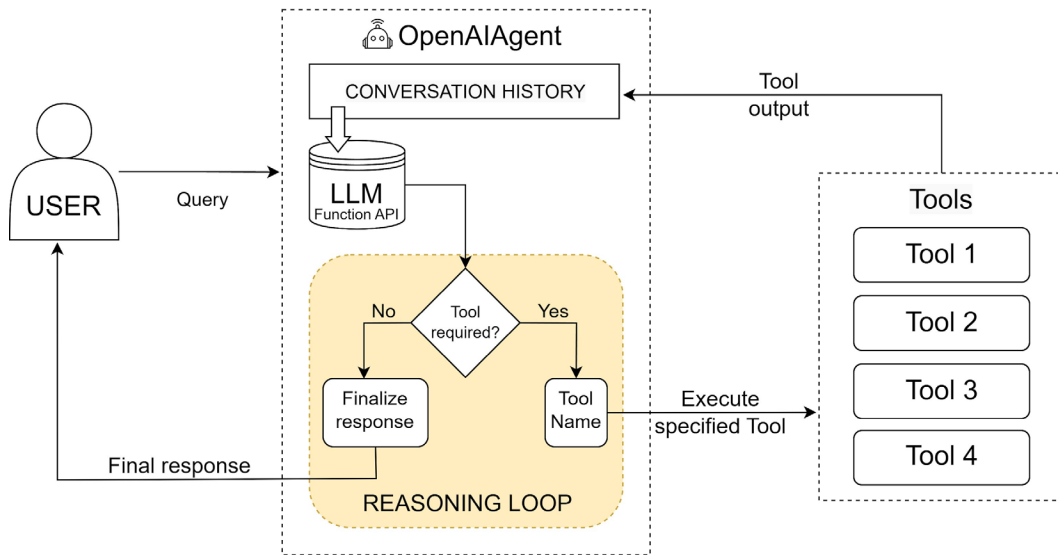 OpenAIAgent
CONVERSATION HISTORY
Tool
output
USER
Query
LLM
Function API
Tools
Tool 1
Tool 2
Tool 3
Tool 4
No
Tool
required?
Yes
Finalize
response
Tool
Name
Execute
specified Tool
Final response
REASONING LOOP